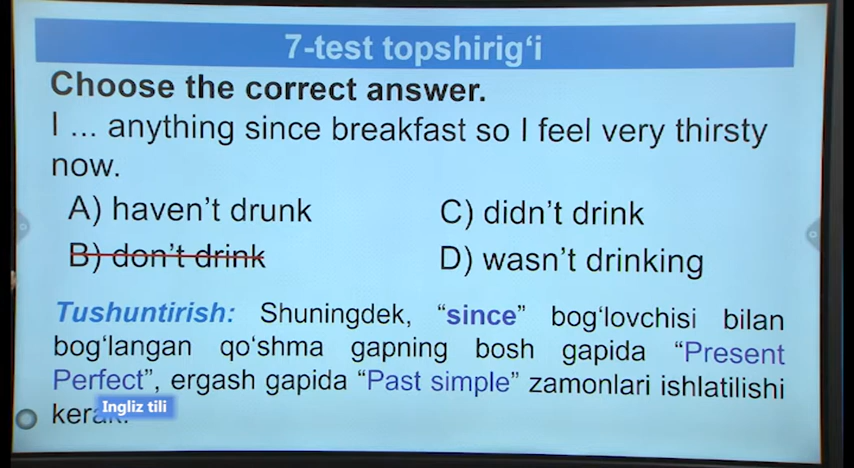 7-test topshirig‘i
Choose the correct answer.
I ... anything since breakfast so I feel very thirsty
now.
A) haven’t drunk
C) didn’t drink
B) don’t drink
D) wasn’t drinking
Tushuntirish: Shuningdek, “since” bog‘lovchisi bilan
bog‘langan qo‘shma gapning bosh gapida “Present
Perfect”, ergash gapida “Past simple” zamonlari ishlatilishi
Ingliz tili